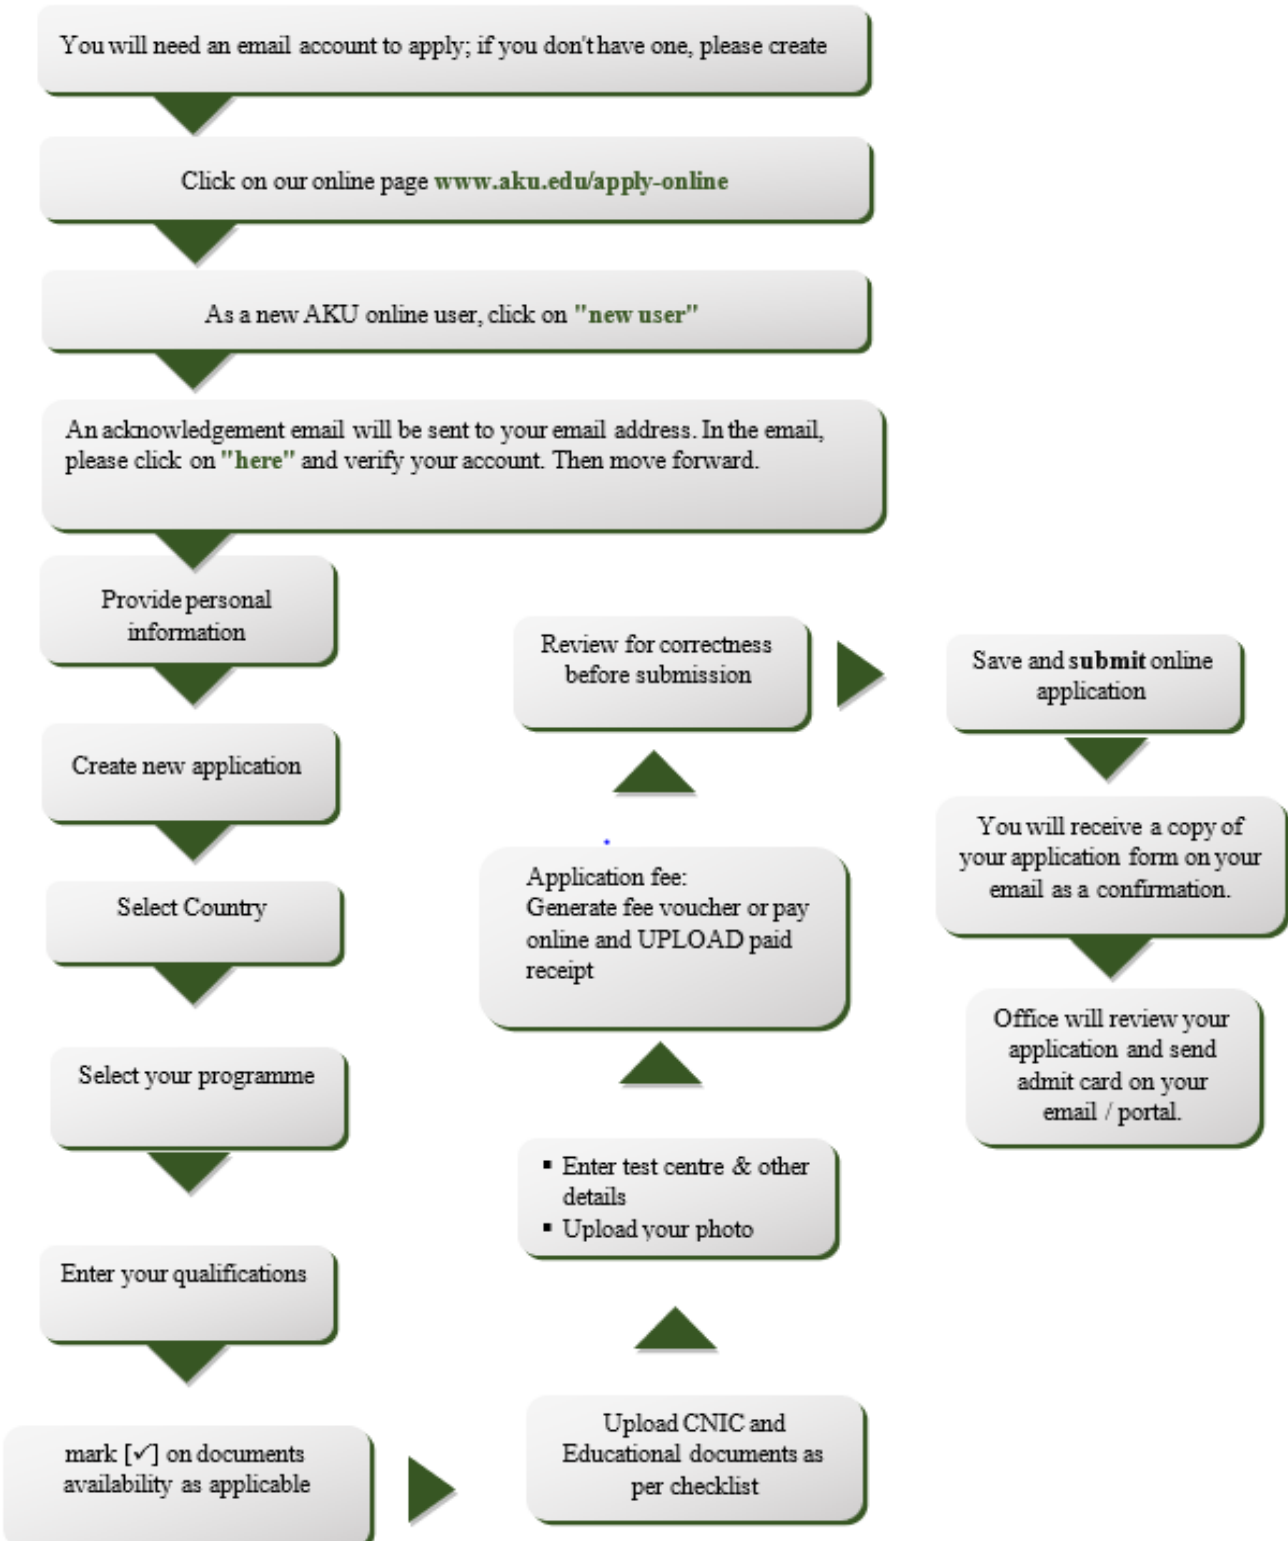 You will need an email account to apply; if you don't have one, please create
Click on our online page www.aku.edu/apply-online
As a new AKU online user, click on "new user"
An acknowledgement email will be sent to your email address. In the email,
please click on "here" and verify your account. Then move forward.
Provide personal
information
Create new application
Select Country
Select your programme
Enter your qualifications
mark [✓] on documents
availability as applicable
Upload CNIC and
Educational documents as
per checklist
▪ Enter test centre & other
details
▪ Upload your photo
Application fee:
Generate fee voucher or pay
online and UPLOAD paid
receipt
Review for correctness
before submission
Save and submit online
application
You will receive a copy of
your application form on your
email as a confirmation.
Office will review your
application and send
admit card on your
email / portal.